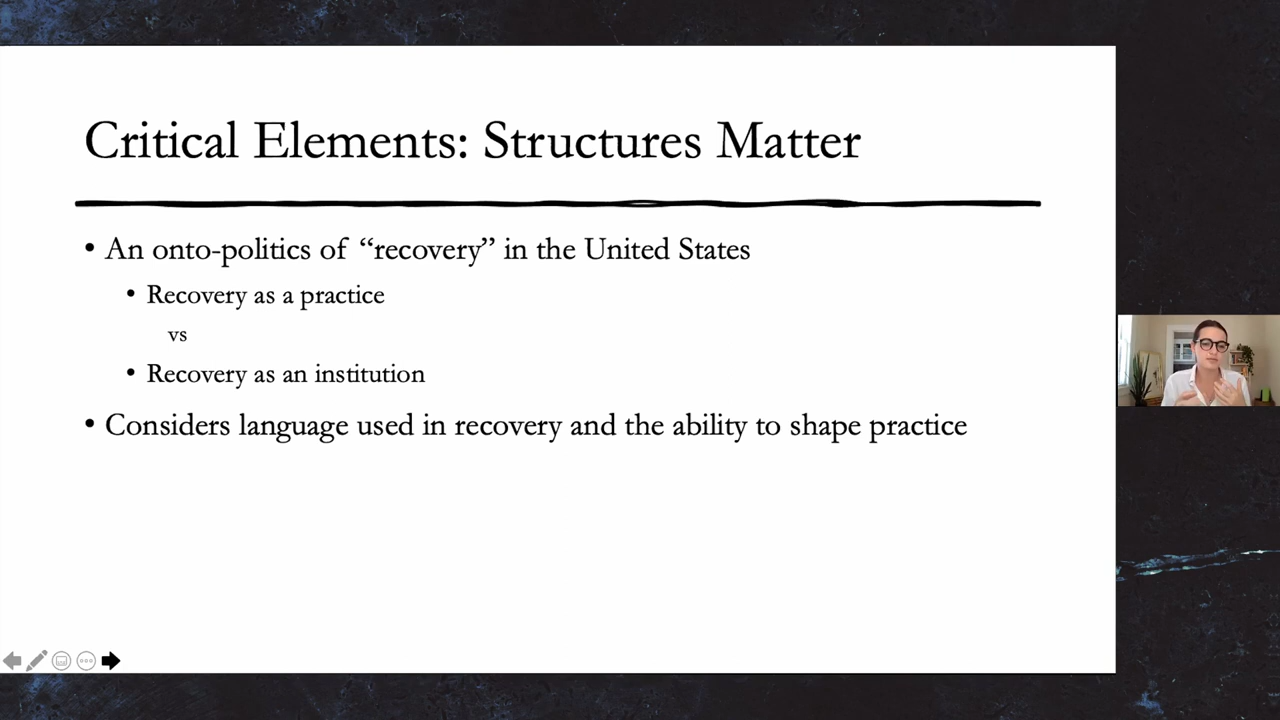 Critical Elements: Structures Matter
• An onto-politics of “recovery” in the United States
• Recovery as a practice
vs
• Recovery as an institution
• Considers language used in recovery and the ability to shape practice